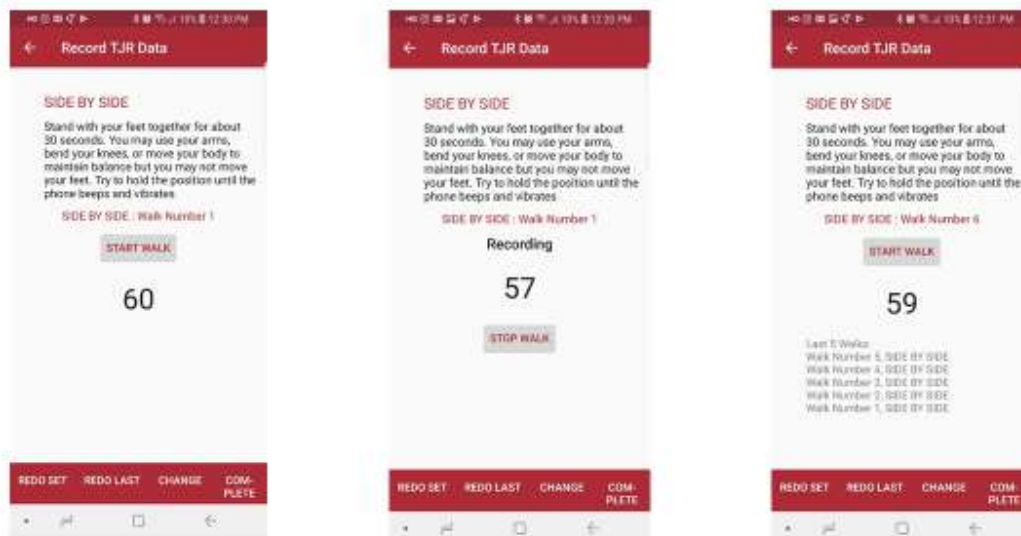 12:30 PM
Record TJR Data
SIDE BY SIDE
Stand with your feet together for about
30 seconds. You may use your arms,
bend your knees, or move your body to
maintain balance but you may not move
your feet. Try to hold the position until the
phone beeps and vibrates
SIDE BY SIDE : Walk Number 1
START WALK
60
REDO SET REDO LAST CHANGE COM-
PLETE
12:30 PM
Record TJR Data
SIDE BY SIDE
Stand with your feet together for about
30 seconds. You may use your arms,
bend your knees, or move your body to
maintain balance but you may not move
your feet. Try to hold the position until the
phone beeps and vibrates
SIDE BY SIDE : Walk Number 1
Recording
57
STOP WALK
REDO SET REDO LAST CHANGE COM-
PLETE
12:31 PM
Record TJR Data
SIDE BY SIDE
Stand with your feet together for about
30 seconds. You may use your arms,
bend your knees, or move your body to
maintain balance but you may not move
your feet. Try to hold the position until the
phone beeps and vibrates
SIDE BY SIDE : Walk Number 6
START WALK
59
Last 5 Walks
Walk Number 5, SIDE BY SIDE
Walk Number 4, SIDE BY SIDE
Walk Number 3, SIDE BY SIDE
Walk Number 2, SIDE BY SIDE
Walk Number 1, SIDE BY SIDE
REDO SET REDO LAST CHANGE COM-
PLETE